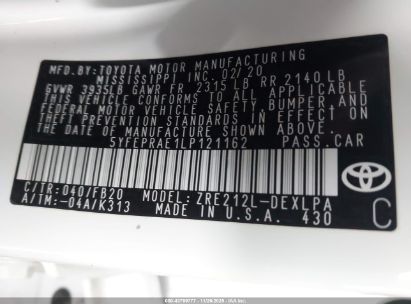 MFD.BY:TOYOTA MOTOR MANUFACTURING
MISSISSIPPI INC. 02/20
GVWR 3935LB GAWR FR 2315LB RR 2140LB
THIS VEHICLE CONFORMS TO ALL APPLICABLE
FEDERAL MOTOR VEHICLE SAFETY, BUMPER AND
THEFT PREVENTION STANDARDS IN EFFECT ON
THE DATE OF MANUFACTURE SHOWN ABOVE.
5YFEPRAE1LP121162 PASS.CAR
C/TR:040/FB20 MODEL:ZRE212L-DEXLPA
A/TM:-04A/K313 MADE IN U.S.A. 430
TOYOTA
C